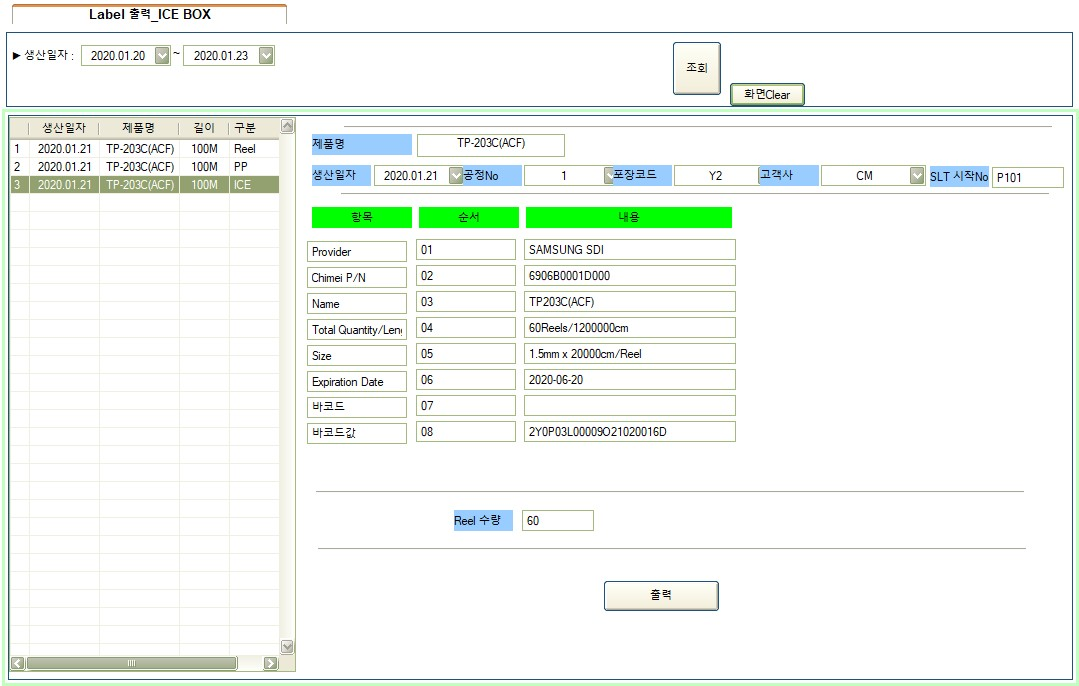 Label 출력_ICE BOX
▶ 생산일자 : 2020.01.20 ~ 2020.01.23 조회
화면Clear
생산일자 제품명 길이 구분
1 2020.01.21 TP-203C(ACF) 100M Reel
2 2020.01.21 TP-203C(ACF) 100M PP
3 2020.01.21 TP-203C(ACF) 100M ICE
제품명 TP-203C(ACF)
생산일자 2020.01.21 공정No 1 포장코드 Y2 고객사 CM SLT 시작No P101
항목 순서 내용
Provider 01 SAMSUNG SDI
Chimei P/N 02 6906B0001D000
Name 03 TP203C(ACF)
Total Quantity/Leng 04 60Reels/1200000cm
Size 05 1.5mm x 20000cm/Reel
Expiration Date 06 2020-06-20
바코드 07
바코드값 08 2Y0P03L00009O21020016D
Reel 수량 60
출력